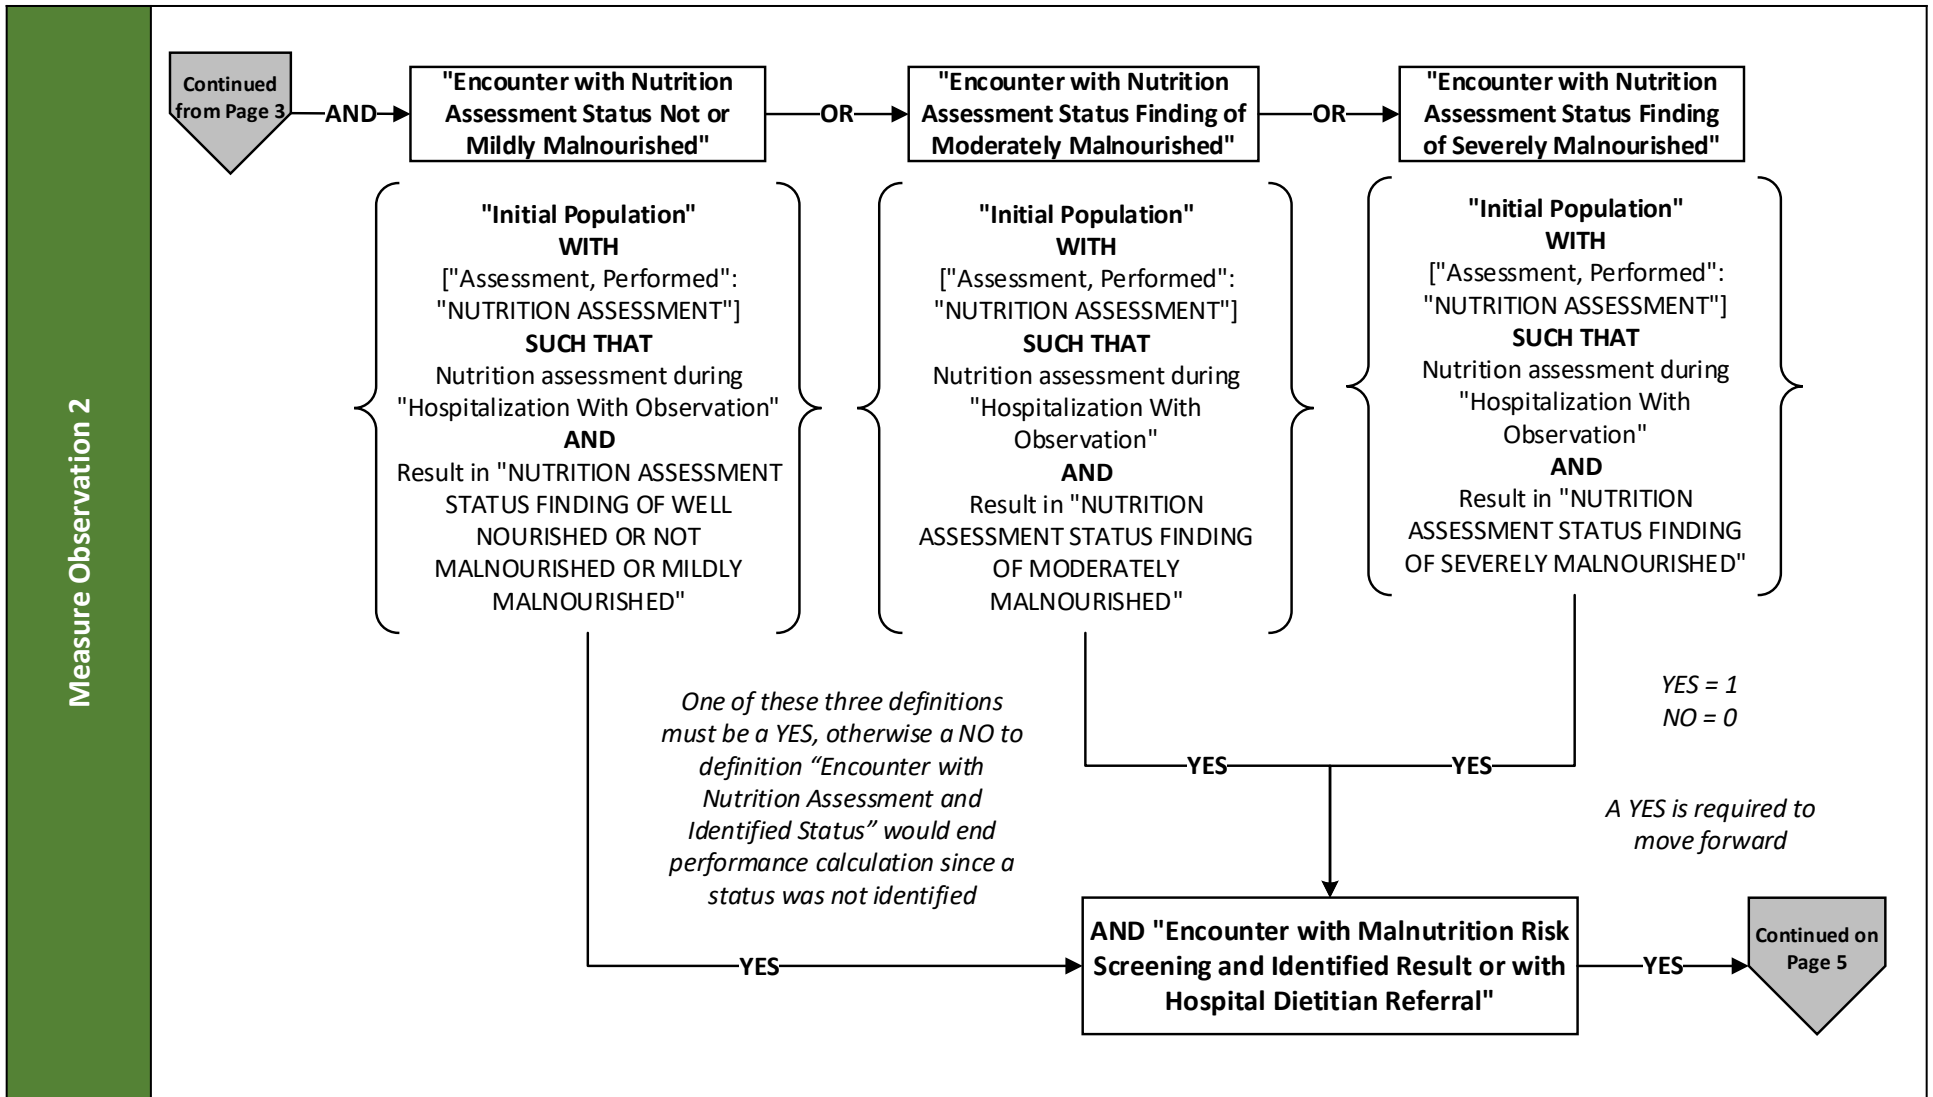 Measure Observation 2
Continued
from Page 3
AND
"Encounter with Nutrition
Assessment Status Not or
Mildly Malnourished"
OR
"Encounter with Nutrition
Assessment Status Finding of
Moderately Malnourished"
OR
"Encounter with Nutrition
Assessment Status Finding
of Severely Malnourished"
"Initial Population"
WITH
["Assessment, Performed":
"NUTRITION ASSESSMENT"]
SUCH THAT
Nutrition assessment during
"Hospitalization With Observation"
AND
Result in "NUTRITION ASSESSMENT
STATUS FINDING OF WELL
NOURISHED OR NOT
MALNOURISHED OR MILDLY
MALNOURISHED"
"Initial Population"
WITH
["Assessment, Performed":
"NUTRITION ASSESSMENT"]
SUCH THAT
Nutrition assessment during
"Hospitalization With
Observation"
AND
Result in "NUTRITION
ASSESSMENT STATUS FINDING
OF MODERATELY
MALNOURISHED"
"Initial Population"
WITH
["Assessment, Performed":
"NUTRITION ASSESSMENT"]
SUCH THAT
Nutrition assessment during
"Hospitalization With
Observation"
AND
Result in "NUTRITION
ASSESSMENT STATUS FINDING
OF SEVERELY MALNOURISHED"
One of these three definitions
must be a YES, otherwise a NO to
definition “Encounter with
Nutrition Assessment and
Identified Status” would end
performance calculation since a
status was not identified
YES
YES
YES = 1
NO = 0
A YES is required to
move forward
YES
AND "Encounter with Malnutrition Risk
Screening and Identified Result or with
Hospital Dietitian Referral"
YES
Continued on
Page 5